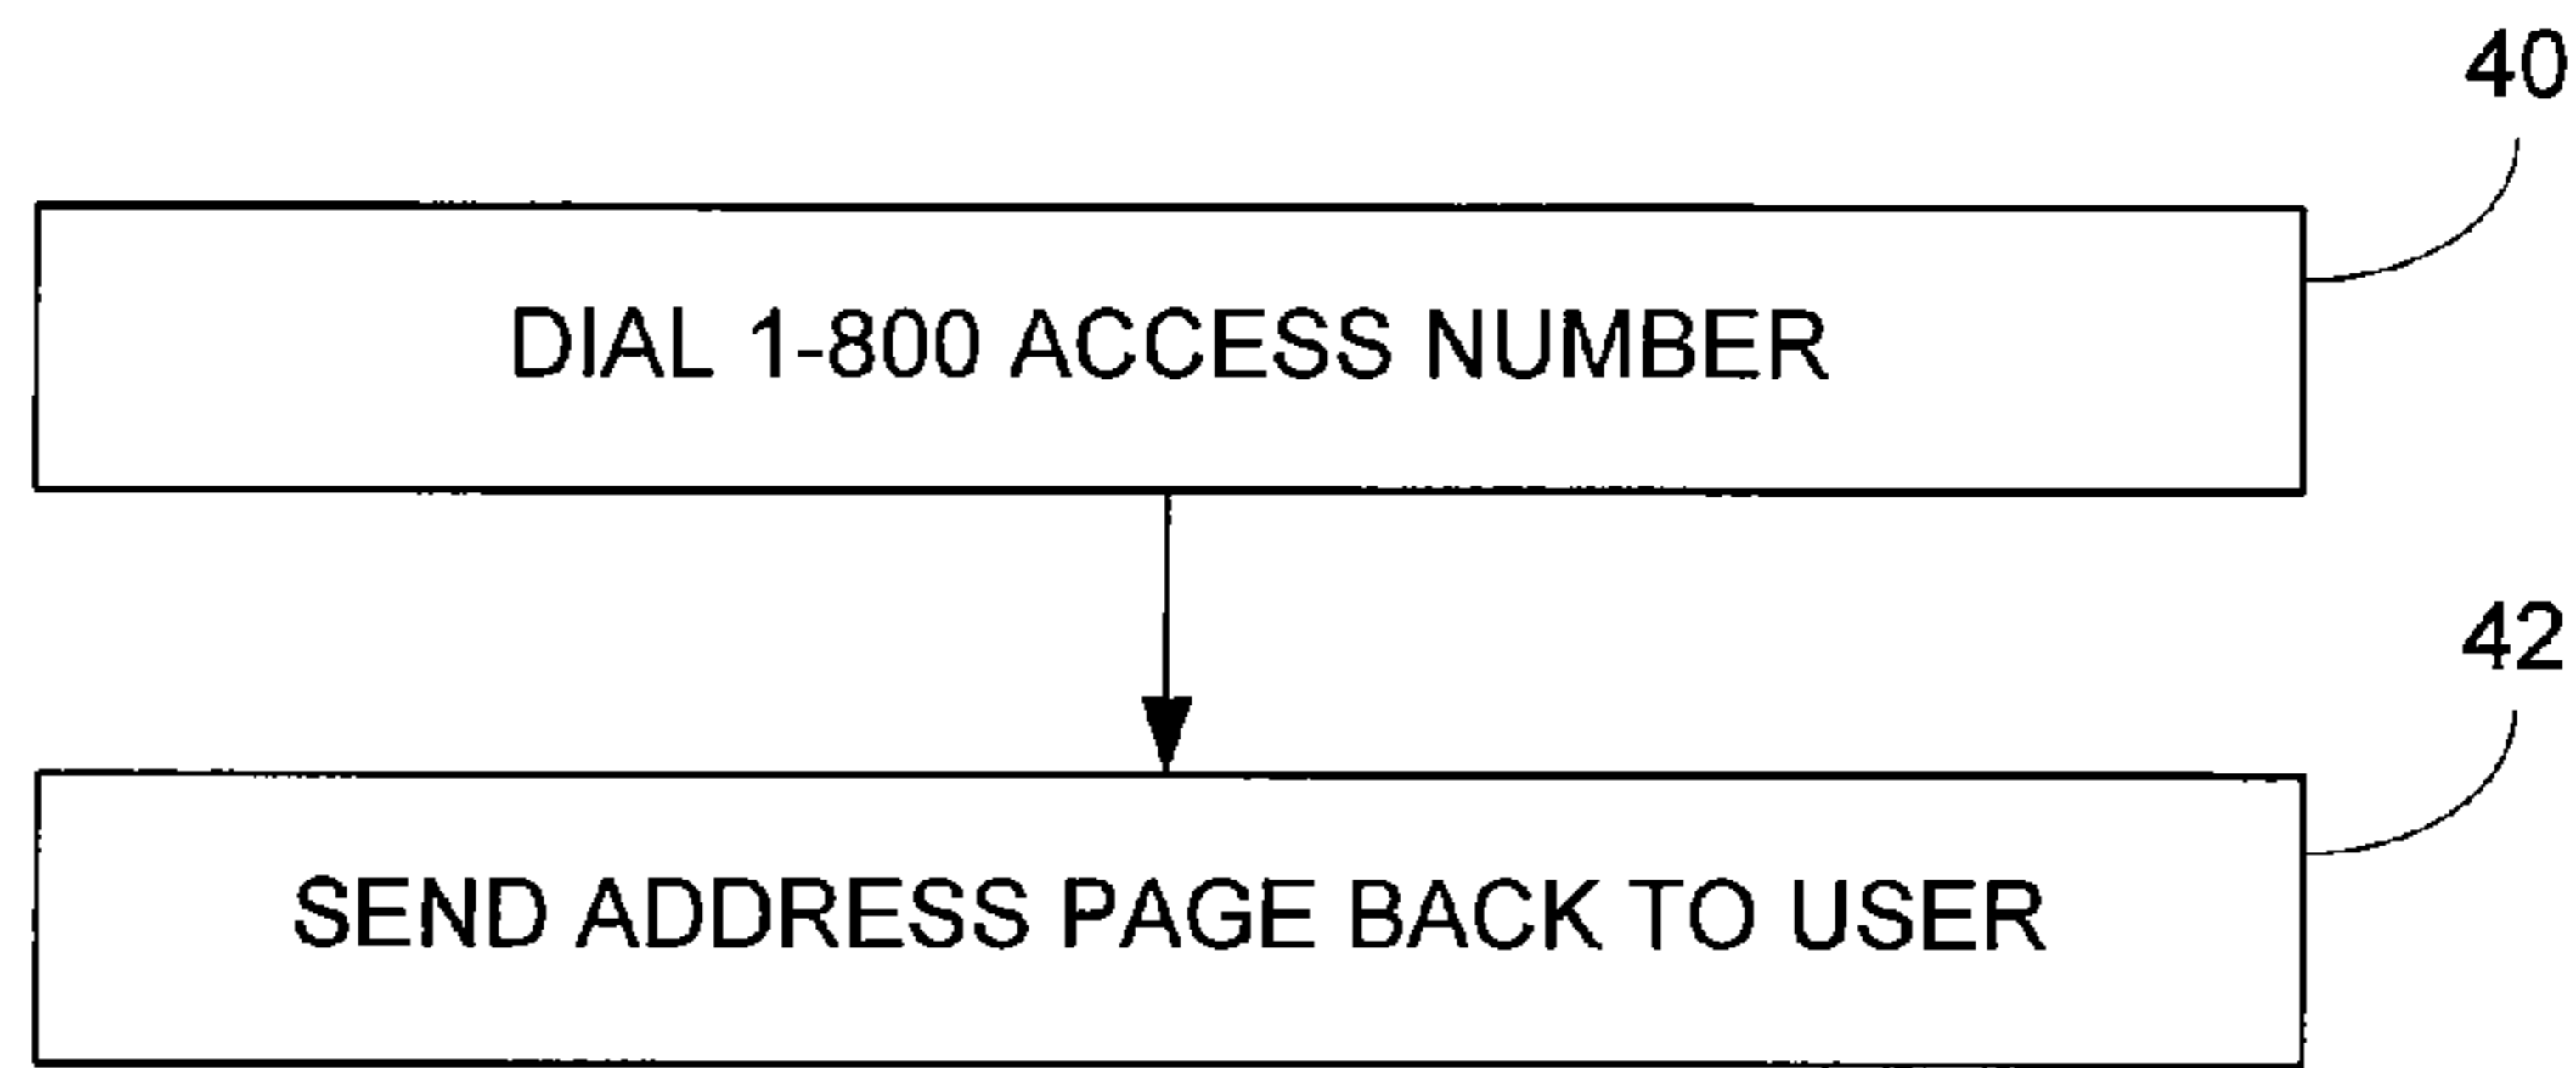 40
DIAL 1-800 ACCESS NUMBER
42
SEND ADDRESS PAGE BACK TO USER